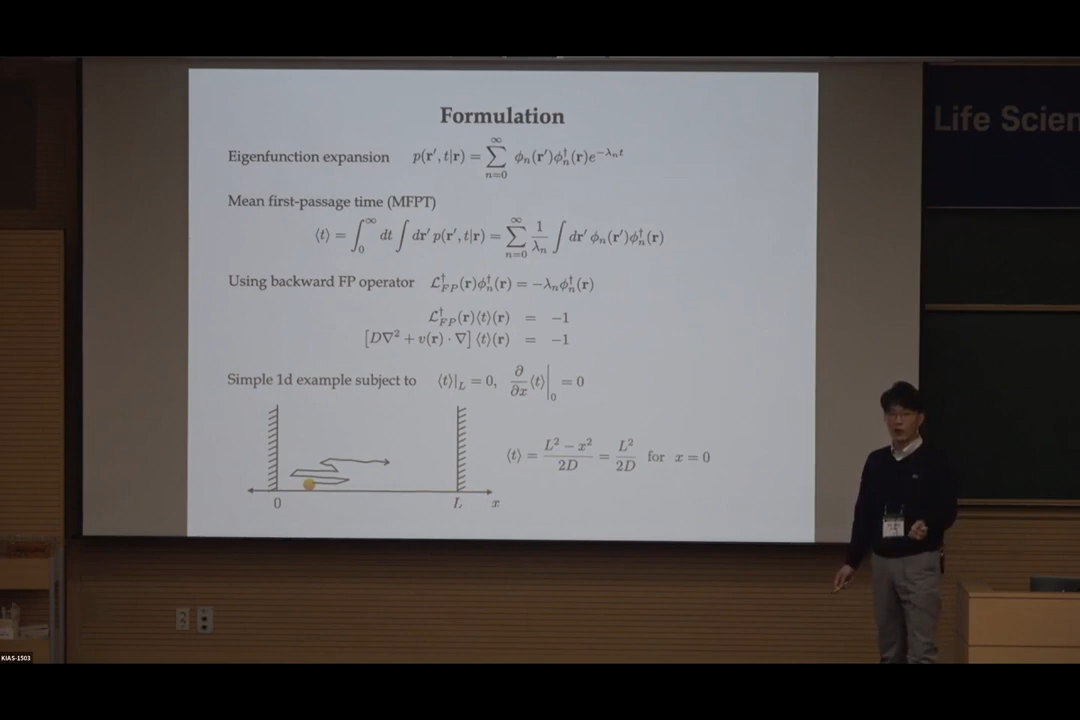 Formulation
Eigenfunction expansion p(r′, t|r) = ∑_{n=0}^{∞} ϕ_n(r′)ϕ_n^†(r)e^{−λ_n t}
Mean first-passage time (MFPT)
⟨t⟩ = ∫_0^∞ dt ∫ dr′ p(r′, t|r) = ∑_{n=0}^{∞} 1/λ_n ∫ dr′ ϕ_n(r′)ϕ_n^†(r)
Using backward FP operator ℒ_{FP}^†(r)ϕ_n^†(r) = −λ_nϕ_n^†(r)
ℒ_{FP}^†(r)⟨t⟩(r) = −1
[D∇² + v(r) · ∇] ⟨t⟩(r) = −1
Simple 1d example subject to ⟨t⟩|_L = 0, ∂/∂x ⟨t⟩|_0 = 0
⟨t⟩ = (L² − x²)/2D = L²/2D for x = 0
0 L x
Life Scien
KIAS-1503